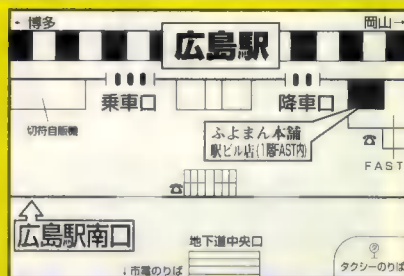 ・博多
岡山→
広島駅
乗車口
降車口
切符自販機
ふよまん本舗
駅ビル店(1階FAST内)
FAST
広島駅南口
地下道中央口
↓市電のりば
タクシーのりば